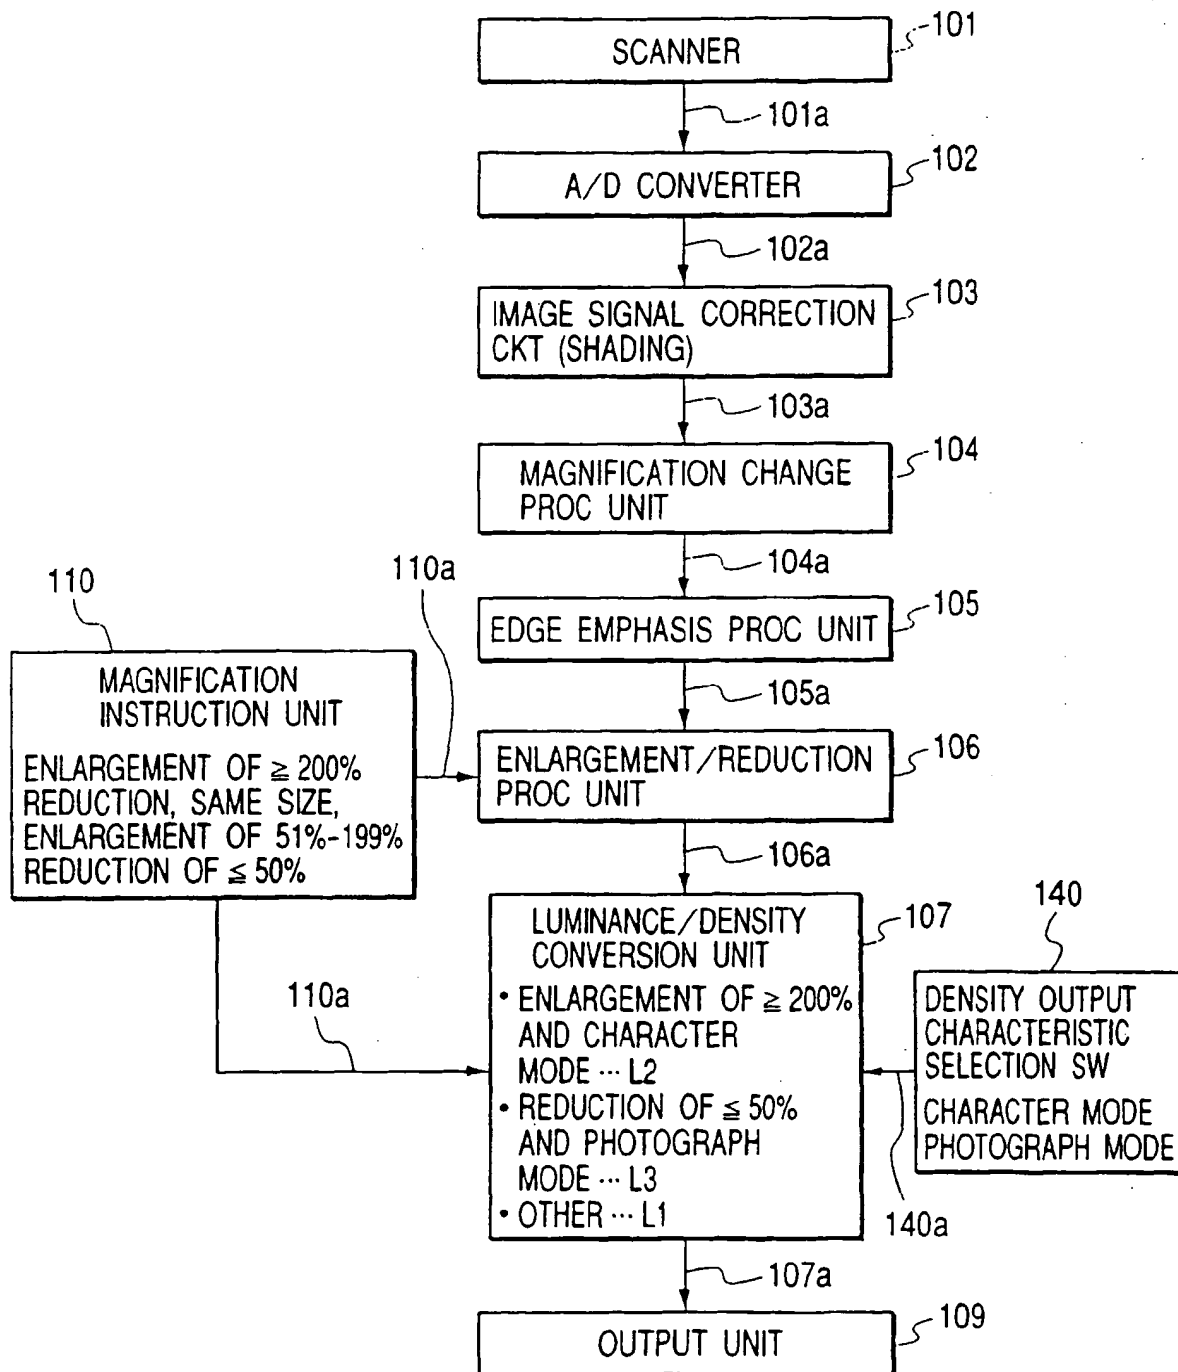 101
SCANNER
101a
102
A/D CONVERTER
102a
103
IMAGE SIGNAL CORRECTION
CKT (SHADING)
103a
104
MAGNIFICATION CHANGE
PROC UNIT
104a
105
EDGE EMPHASIS PROC UNIT
105a
110
MAGNIFICATION
INSTRUCTION UNIT
ENLARGEMENT OF ≧ 200%
REDUCTION, SAME SIZE,
ENLARGEMENT OF 51%-199%
REDUCTION OF ≦ 50%
110a
106
ENLARGEMENT/REDUCTION
PROC UNIT
106a
110a
107
LUMINANCE/DENSITY
CONVERSION UNIT
• ENLARGEMENT OF ≧ 200%
AND CHARACTER
MODE ··· L2
• REDUCTION OF ≦ 50%
AND PHOTOGRAPH
MODE ··· L3
• OTHER ··· L1
140
DENSITY OUTPUT
CHARACTERISTIC
SELECTION SW
CHARACTER MODE
PHOTOGRAPH MODE
140a
107a
109
OUTPUT UNIT